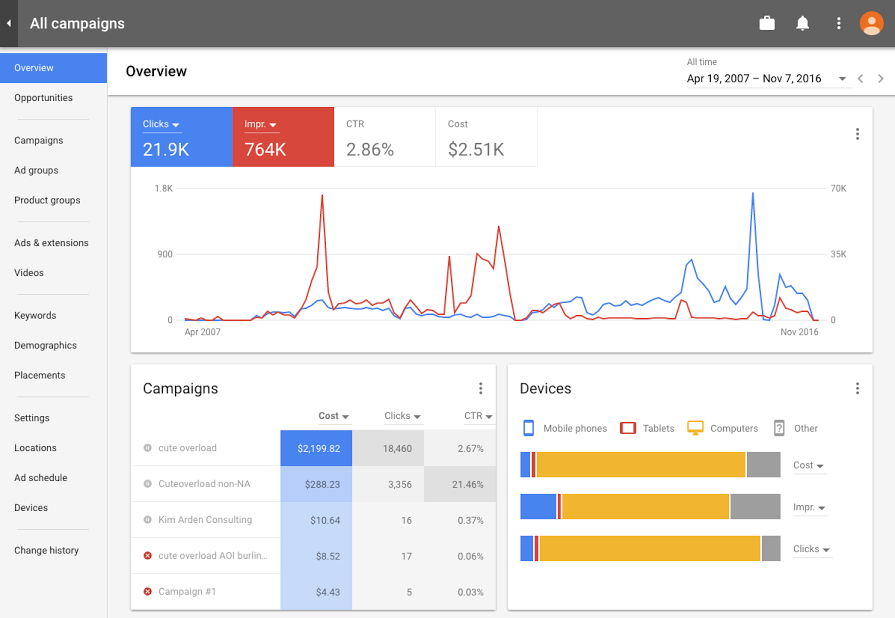 All campaigns
Overview
Opportunities
Campaigns
Ad groups
Product groups
Ads & extensions
Videos
Keywords
Demographics
Placements
Settings
Locations
Ad schedule
Devices
Change history
Overview
All time
Apr 19, 2007 – Nov 7, 2016
Clicks Impr. CTR Cost
21.9K 764K 2.86% $2.51K
1.8K 70K
900 35K
0 0
Apr 2007 Nov 2016
Campaigns
Cost Clicks CTR
cute overload $2,199.82 18,460 2.67%
Cuteoverload non-NA $288.23 3,356 21.46%
Kim Arden Consulting $10.64 16 0.37%
cute overload AOI burlin... $8.52 17 0.06%
Campaign #1 $4.43 5 0.03%
Devices
Mobile phones Tablets Computers ? Other
Cost
Impr.
Clicks